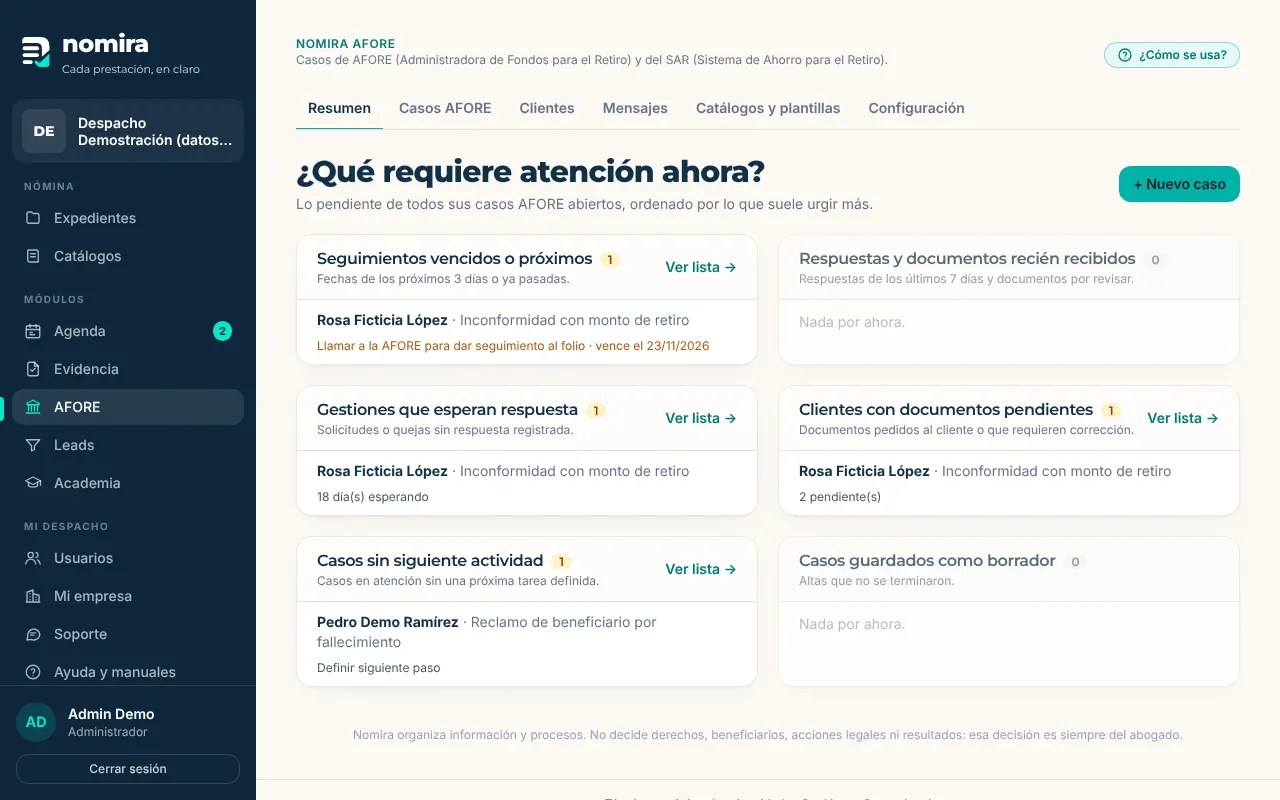 nomira
Cada prestación, en claro
DE
Despacho
Demostración (datos...
NÓMINA
Expedientes
Catálogos
MÓDULOS
Agenda
2
Evidencia
AFORE
Leads
Academia
MI DESPACHO
Usuarios
Mi empresa
Soporte
Ayuda y manuales
AD
Admin Demo
Administrador
Cerrar sesión
NOMIRA AFORE
Casos de AFORE (Administradora de Fondos para el Retiro) y del SAR (Sistema de Ahorro para el Retiro).
¿Cómo se usa?
Resumen
Casos AFORE
Clientes
Mensajes
Catálogos y plantillas
Configuración
¿Qué requiere atención ahora?
Lo pendiente de todos sus casos AFORE abiertos, ordenado por lo que suele urgir más.
+ Nuevo caso
Seguimientos vencidos o próximos 1
Fechas de los próximos 3 días o ya pasadas.
Ver lista →
Rosa Ficticia López · Inconformidad con monto de retiro
Llamar a la AFORE para dar seguimiento al folio · vence el 23/11/2026
Respuestas y documentos recién recibidos 0
Respuestas de los últimos 7 días y documentos por revisar.
Nada por ahora.
Gestiones que esperan respuesta 1
Solicitudes o quejas sin respuesta registrada.
Ver lista →
Rosa Ficticia López · Inconformidad con monto de retiro
18 día(s) esperando
Clientes con documentos pendientes 1
Documentos pedidos al cliente o que requieren corrección.
Ver lista →
Rosa Ficticia López · Inconformidad con monto de retiro
2 pendiente(s)
Casos sin siguiente actividad 1
Casos en atención sin una próxima tarea definida.
Ver lista →
Pedro Demo Ramírez · Reclamo de beneficiario por
fallecimiento
Definir siguiente paso
Casos guardados como borrador 0
Altas que no se terminaron.
Nada por ahora.
Nomira organiza información y procesos. No decide derechos, beneficiarios, acciones legales ni resultados: esa decisión es siempre del abogado.